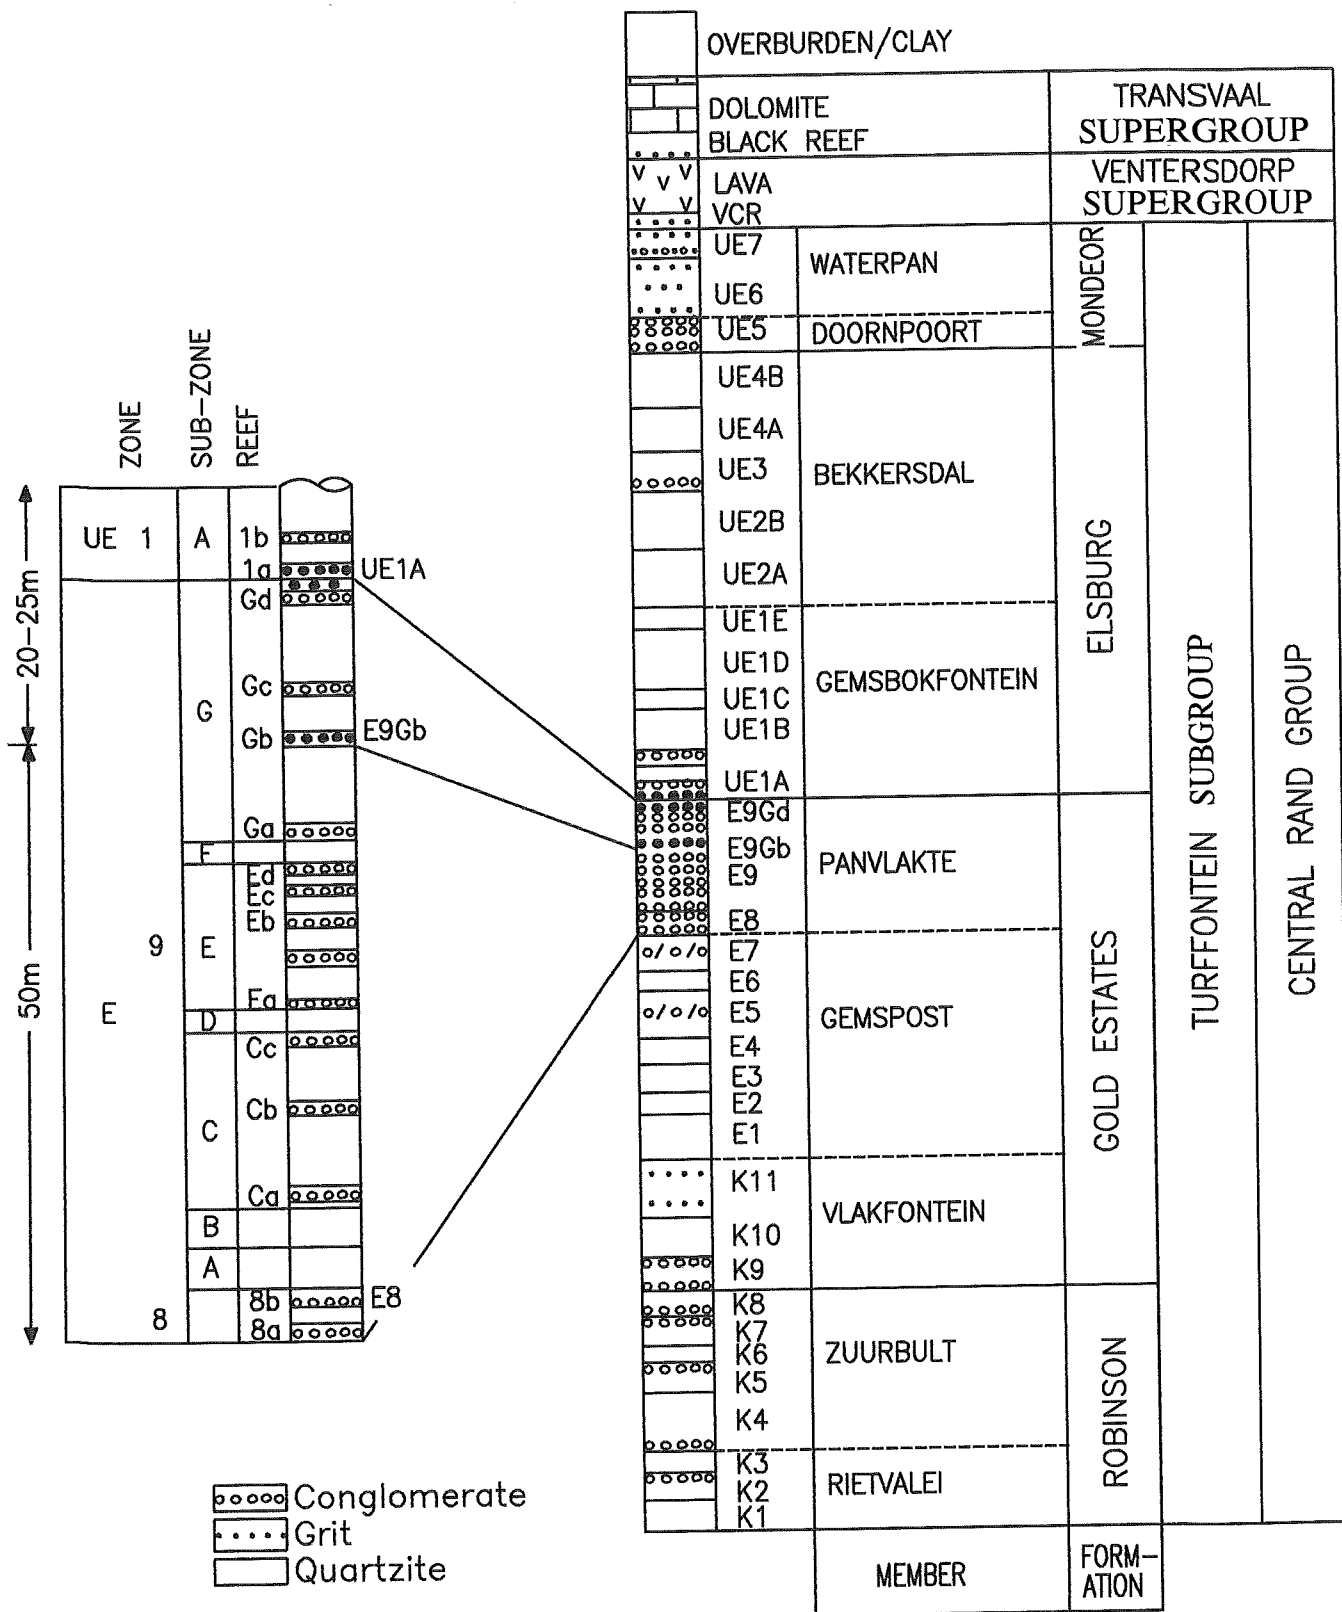 OVERBURDEN/CLAY
DOLOMITE
BLACK REEF
TRANSVAAL
SUPERGROUP
LAVA
VCR
VENTERSDORP
SUPERGROUP
UE7
UE6
WATERPAN
UE5
DOORNPOORT
MONDEOR
UE4B
UE4A
UE3
UE2B
UE2A
BEKKERSDAL
UE1E
UE1D
UE1C
UE1B
UE1A
GEMSBOKFONTEIN
ELSBURG
E9Gd
E9Gb
E9
E8
PANVLAKTE
E7
E6
E5
E4
E3
E2
E1
GEMSPOST
K11
K10
K9
VLAKFONTEIN
GOLD ESTATES
K8
K7
K6
K5
K4
ZUURBULT
K3
K2
K1
RIETVALEI
ROBINSON
TURFFONTEIN SUBGROUP
CENTRAL RAND GROUP
MEMBER
FORM-
ATION
ZONE
SUB-ZONE
REEF
UE 1
A
1b
1a
UE1A
Gd
Gc
G
Gb
E9Gb
Ga
F
Ed
Ec
Eb
9
E
Ea
E
D
Cc
Cb
C
Ca
B
A
8b
E8
8
8a
20-25m
50m
Conglomerate
Grit
Quartzite